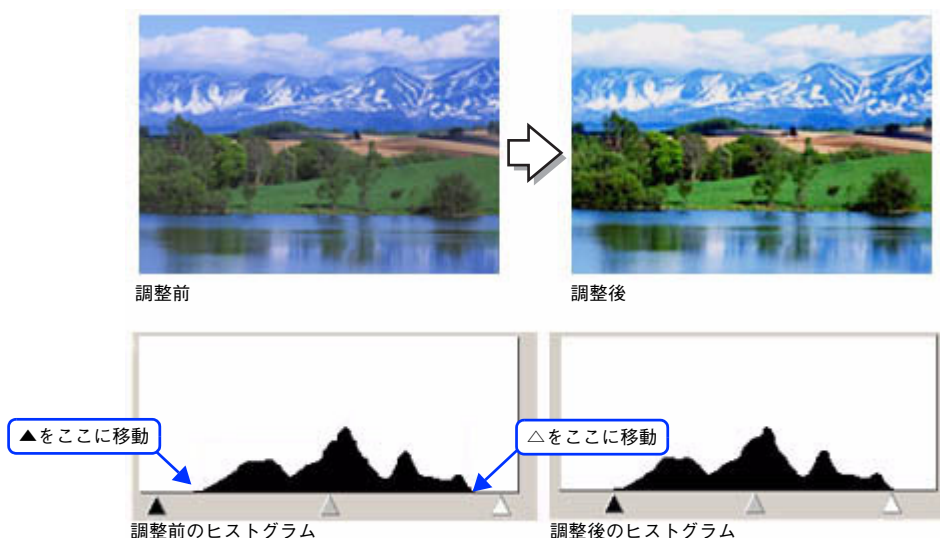 調整前
調整後
▲をここに移動
△をここに移動
調整前のヒストグラム
調整後のヒストグラム